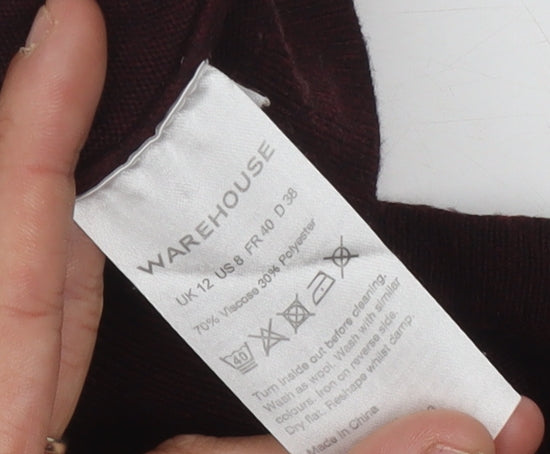 WAREHOUSE
UK 12 US 8 FR 40 D 38
70% Viscose 30% Polyester
40
Turn inside out before cleaning.
Wash as wool. Wash with similar
colours. Iron on reverse side.
Dry flat. Reshape whilst damp.
Made in China